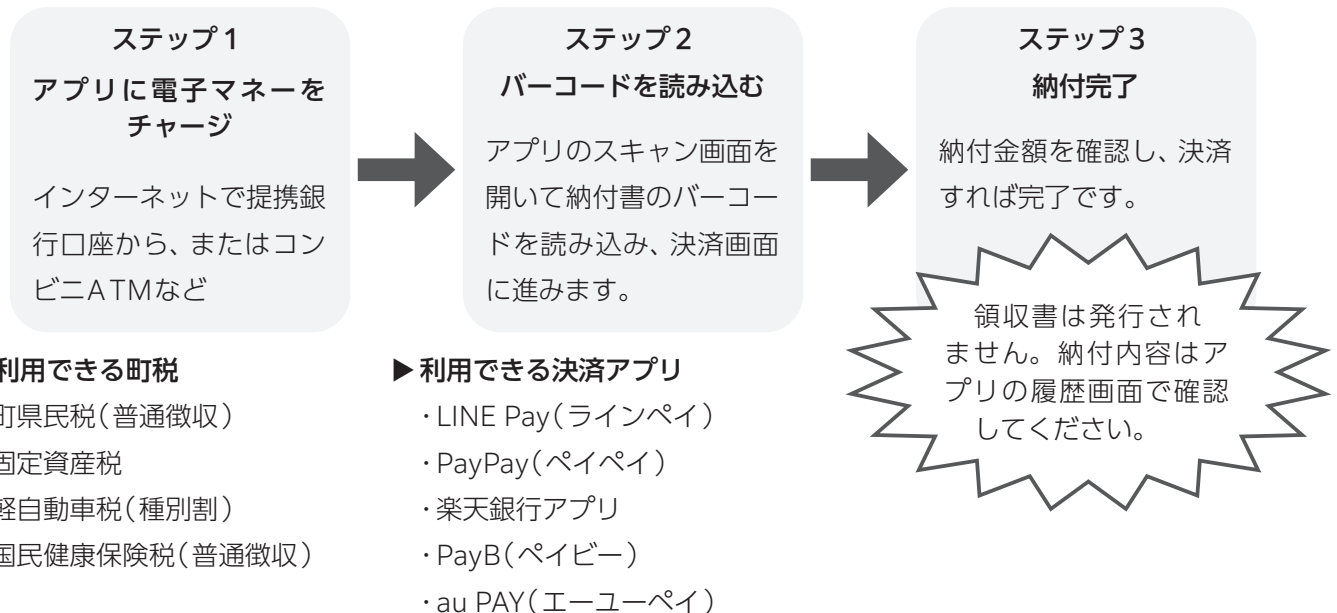 ステップ1
アプリに電子マネーを
チャージ
インターネットで提携銀
行口座から、またはコン
ビニATMなど
ステップ2
バーコードを読み込む
アプリのスキャン画面を
開いて納付書のバーコー
ドを読み込み、決済画面
に進みます。
ステップ3
納付完了
納付金額を確認し、決済
すれば完了です。
領収書は発行され
ません。納付内容はア
プリの履歴画面で確認
してください。
利用できる町税
町県民税(普通徴収)
固定資産税
軽自動車税(種別割)
国民健康保険税(普通徴収)
▶利用できる決済アプリ
・LINE Pay(ラインペイ)
・PayPay(ペイペイ)
・楽天銀行アプリ
・PayB(ペイビー)
・au PAY(エーユーペイ)